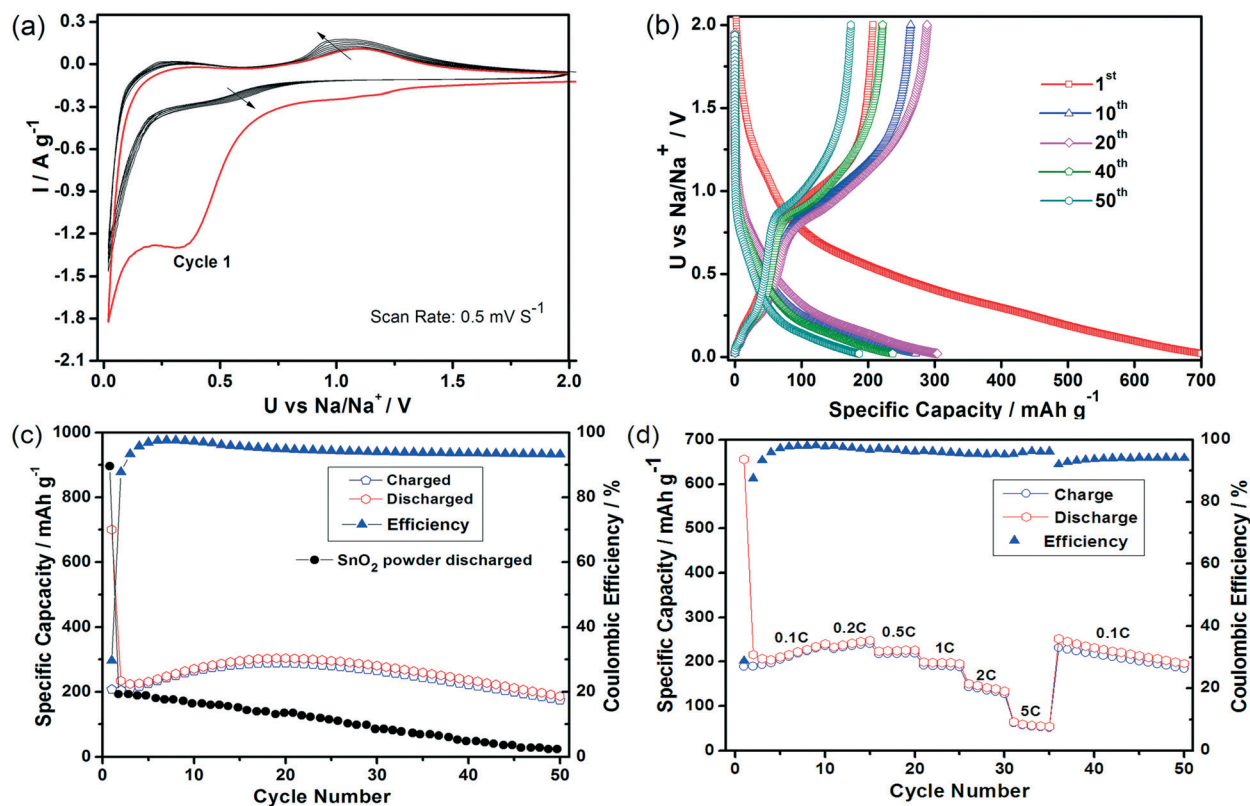 (a)
0.3
0.0
-0.3
-0.6
-0.9
-1.2
-1.5
-1.8
-2.1
I / A g⁻¹
Cycle 1
Scan Rate: 0.5 mV S⁻¹
0.0 0.5 1.0 1.5 2.0
U vs Na/Na⁺ / V
(b)
2.0
1.5
1.0
0.5
0.0
U vs Na/Na⁺ / V
1ˢᵗ
10ᵗʰ
20ᵗʰ
40ᵗʰ
50ᵗʰ
0 100 200 300 400 500 600 700
Specific Capacity / mAh g⁻¹
(c)
1000
800
600
400
200
0
Specific Capcacity / mAh g⁻¹
Charged
Discharged
Efficiency
SnO₂ powder discharged
100
80
60
40
20
0
Coulombic Efficiency / %
0 10 20 30 40 50
Cycle Number
(d)
700
600
500
400
300
200
100
0
Specific Capacity / mAh g⁻¹
Charge
Discharge
Efficiency
0.1C 0.2C 0.5C 1C 2C 5C 0.1C
100
80
60
40
20
0
Coulombic Efficiency / %
0 10 20 30 40 50
Cycle Number